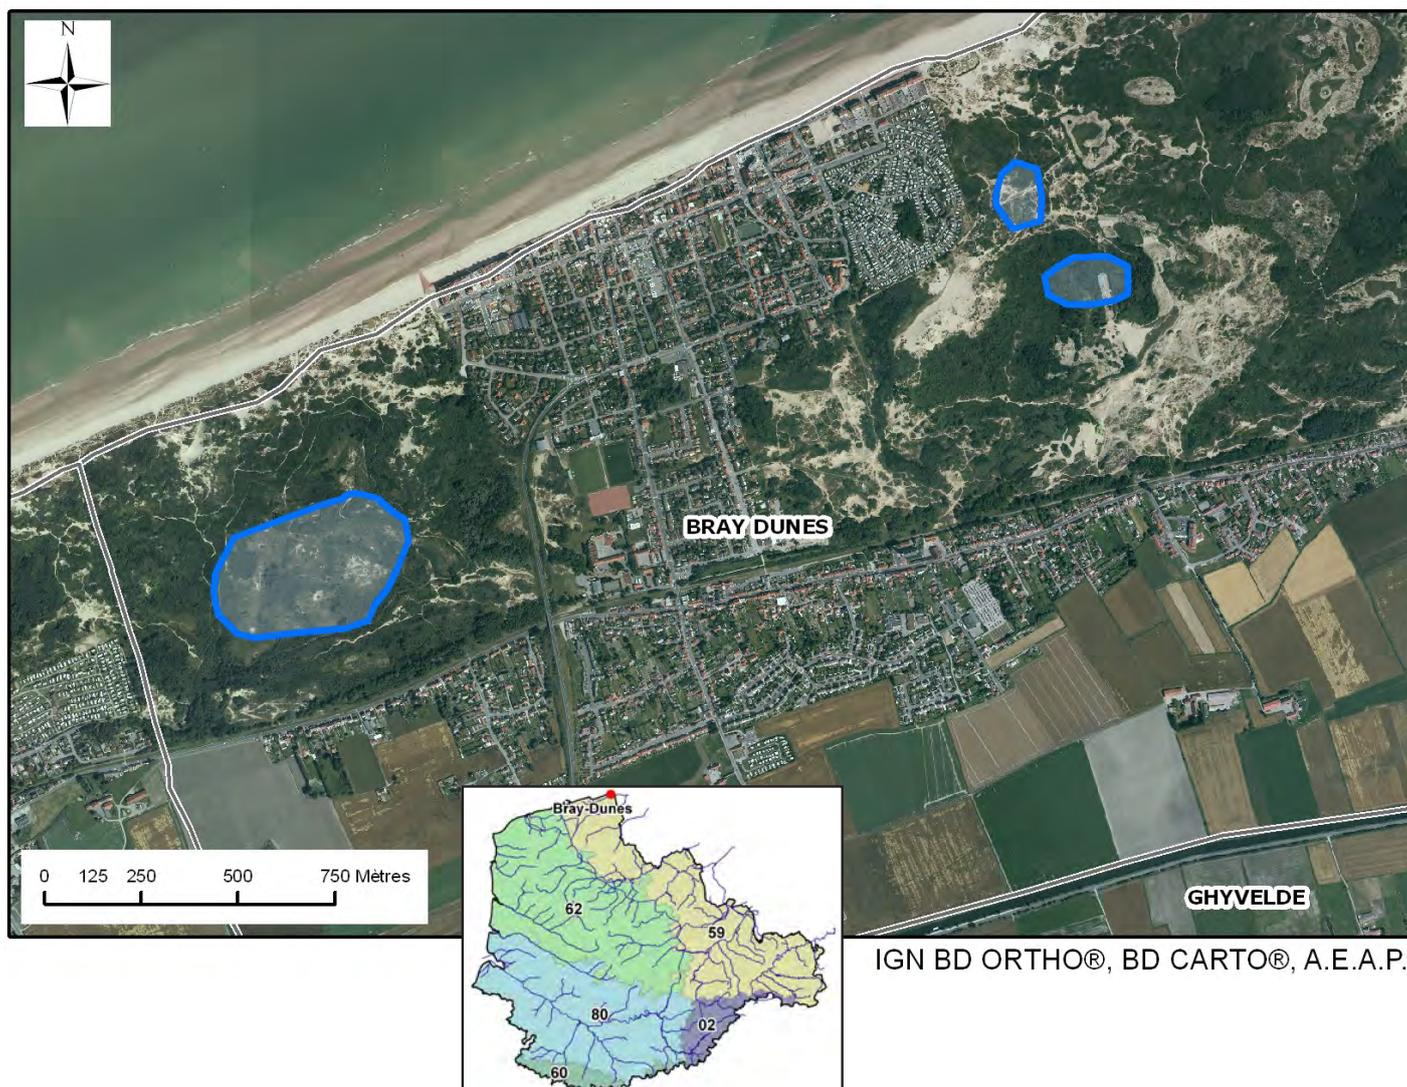 N
BRAY DUNES
0 125 250 500 750 Mètres
GHYVELDE
IGN BD ORTHO®, BD CARTO®, A.E.A.P.
Bray-Dunes
62
59
80
02
60